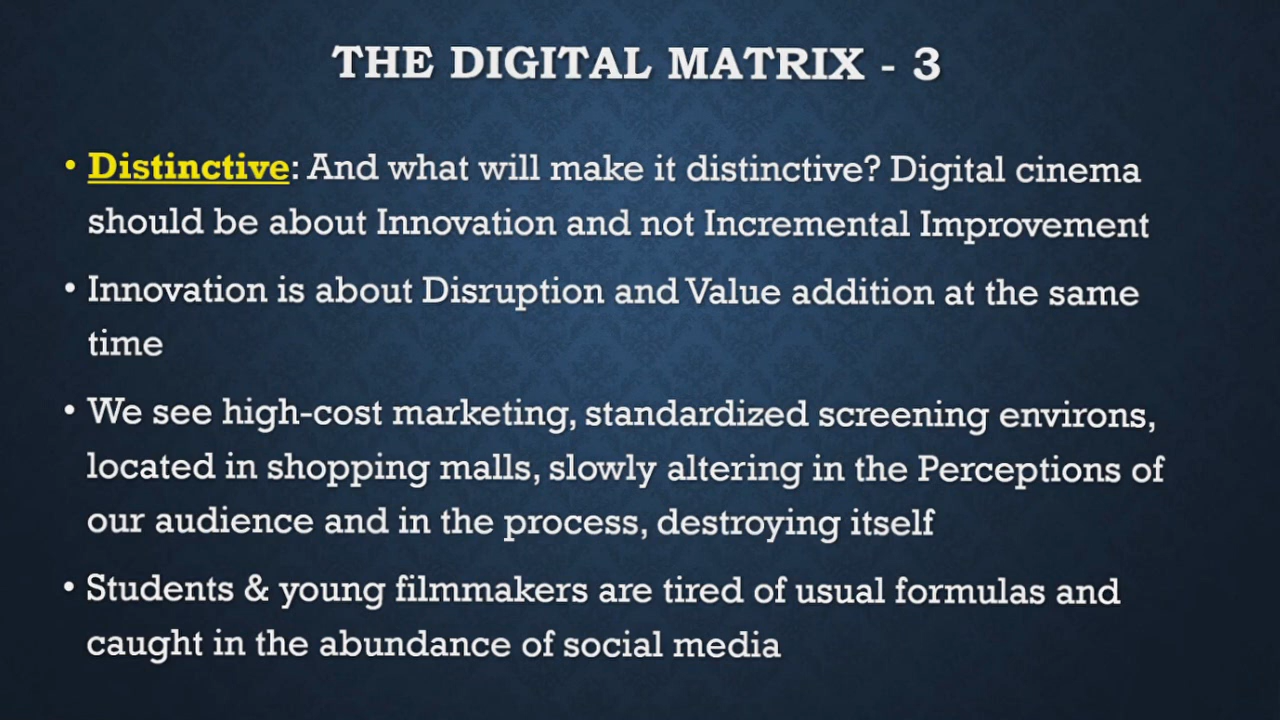 THE DIGITAL MATRIX - 3
• Distinctive: And what will make it distinctive? Digital cinema
should be about Innovation and not Incremental Improvement
• Innovation is about Disruption and Value addition at the same
time
• We see high-cost marketing, standardized screening environs,
located in shopping malls, slowly altering in the Perceptions of
our audience and in the process, destroying itself
• Students & young filmmakers are tired of usual formulas and
caught in the abundance of social media